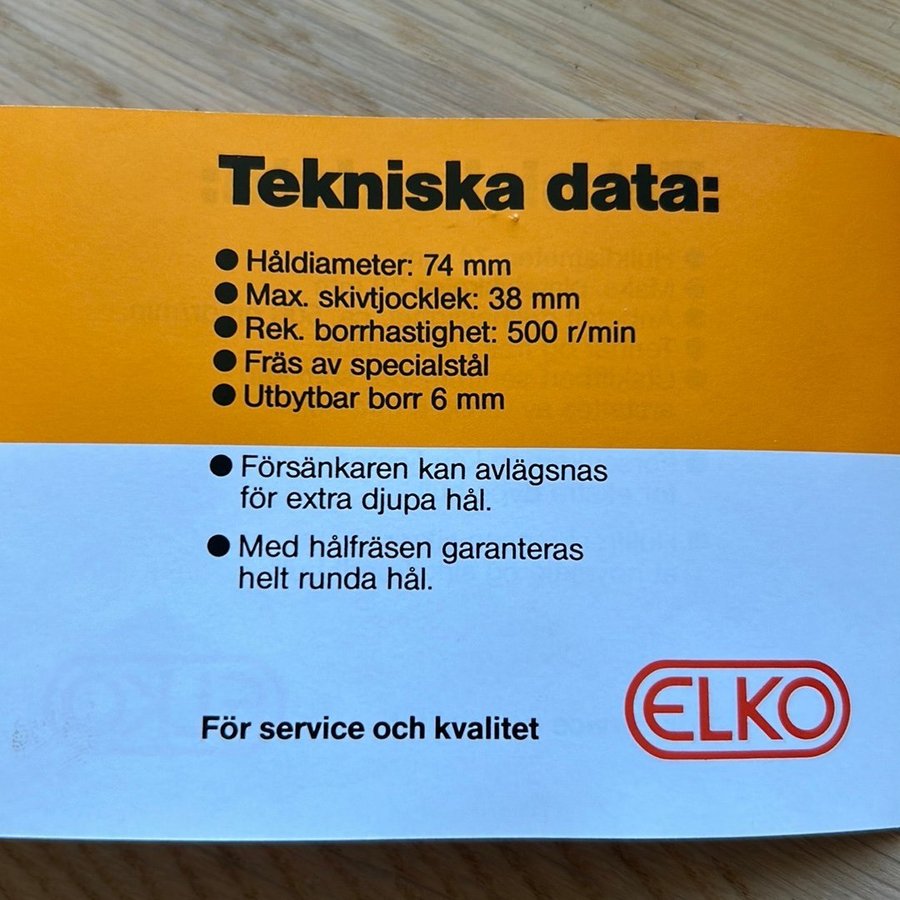 Tekniska data:
● Håldiameter: 74 mm
● Max. skivtjocklek: 38 mm
● Rek. borrhastighet: 500 r/min
● Fräs av specialstål
● Utbytbar borr 6 mm
● Försänkaren kan avlägsnas
för extra djupa hål.
● Med hålfräsen garanteras
helt runda hål.
För service och kvalitet
ELKO